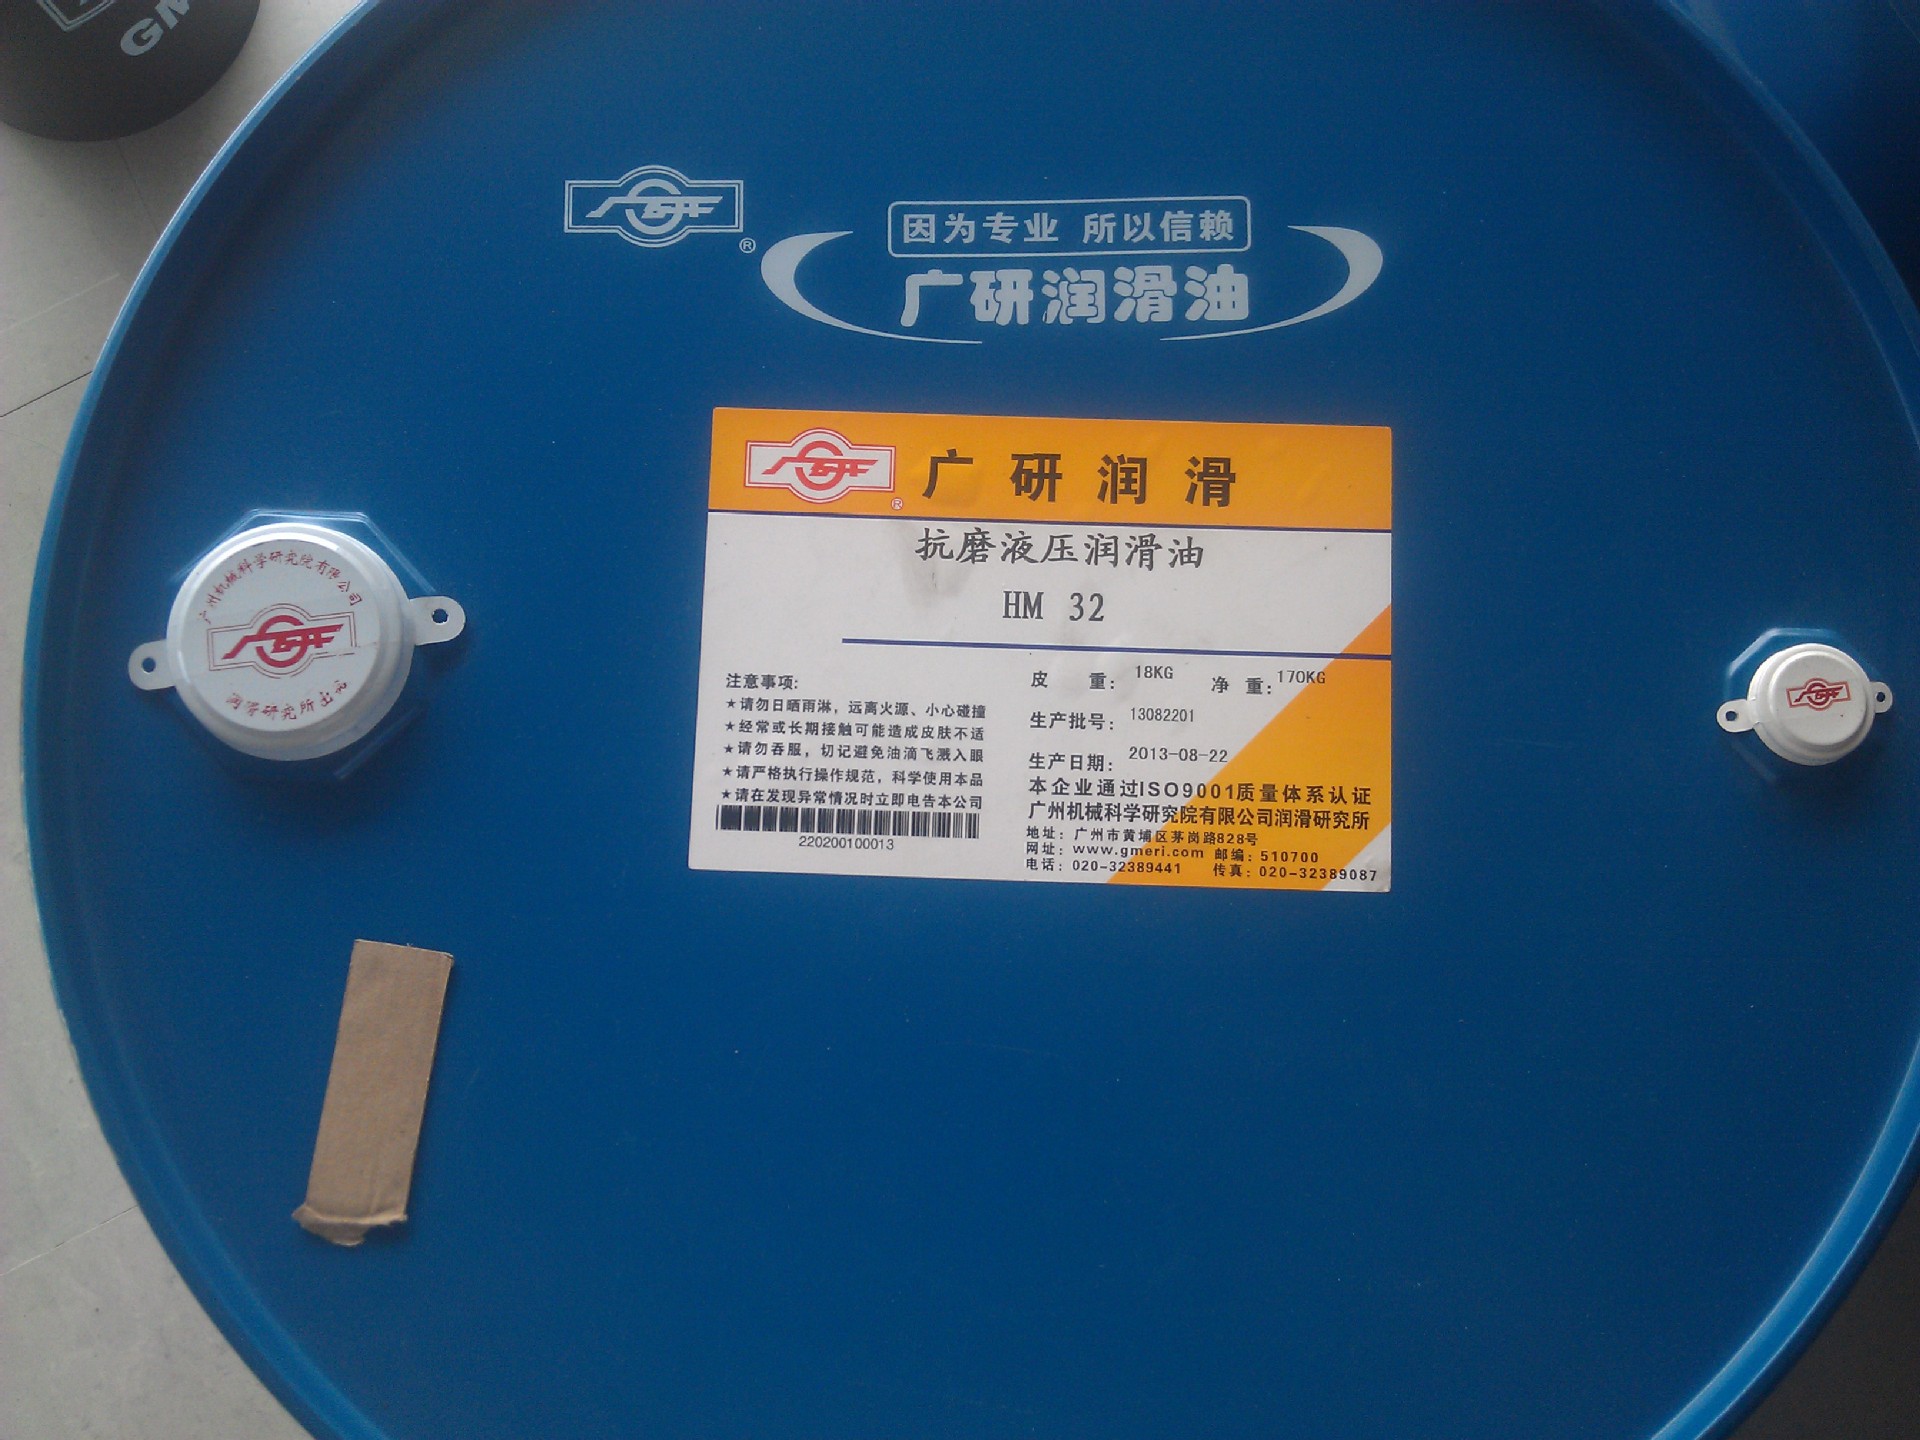 GM
因为专业 所以信赖
广研润滑油
广研润滑
抗磨液压润滑油
HM 32
皮 重: 18KG 净 重: 170KG
生产批号: 13082201
生产日期: 2013-08-22
本企业通过ISO9001质量体系认证
广州机械科学研究院有限公司润滑研究所
地址: 广州市黄埔区茅岗路828号
网址: www.gmeri.com 邮编: 510700
电话: 020-32389441 传真: 020-32389087
注意事项:
★请勿日晒雨淋，远离火源、小心碰撞
★经常或长期接触可能造成皮肤不适
★请勿吞服，切记避免油滴飞溅入眼
★请严格执行操作规范，科学使用本品
★请在发现异常情况时立即电告本公司
220200100013
广州机械科学研究院有限公司
润滑研究所出品